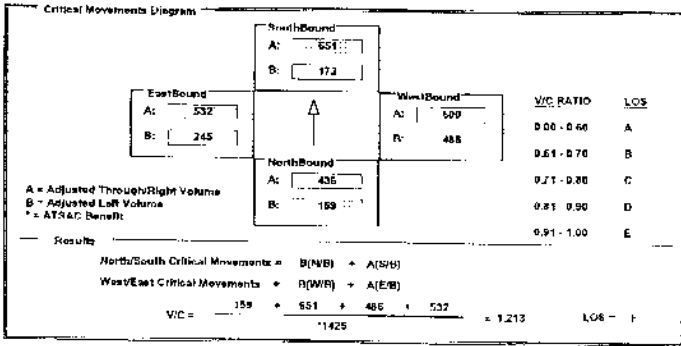 Critical Movements Diagram
SouthBound
A: 651
B: 173
EastBound
A: 532
B: 245
WestBound
A: 600
B: 486
NorthBound
A: 436
B: 159
V/C RATIO LOS
0.00 - 0.60 A
0.61 - 0.70 B
0.71 - 0.80 C
0.81 - 0.90 D
0.91 - 1.00 E
A = Adjusted Through/Right Volume
B = Adjusted Left Volume
* = ATSAC Benefit
Results
North/South Critical Movements = B(N/B) + A(S/B)
West/East Critical Movements = B(W/B) + A(E/B)
V/C = 159 + 651 + 486 + 532 = 1.213 LOS = F
*1425